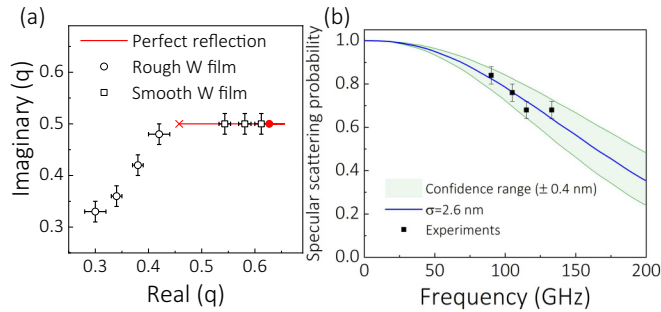 (a)
Perfect reflection
Rough W film
Smooth W film
0.6
0.5
0.4
0.3
Imaginary (q)
0.3 0.4 0.5 0.6
Real (q)
(b)
1.0
0.8
0.6
0.4
0.2
0.0
Specular scattering probability
Confidence range (± 0.4 nm)
σ=2.6 nm
Experiments
0 50 100 150 200
Frequency (GHz)